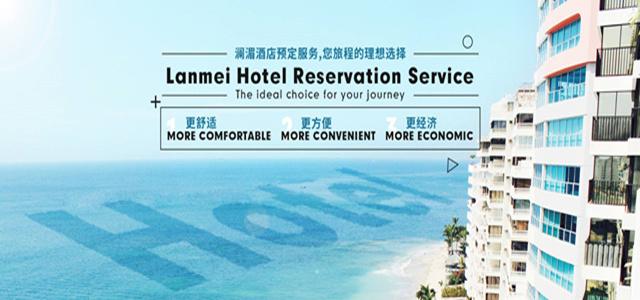 澜湄酒店预定服务,您旅程的理想选择
Lanmei Hotel Reservation Service
The ideal choice for your journey
1 更舒适 2 更方便 3 更经济
MORE COMFORTABLE MORE CONVENIENT MORE ECONOMIC
Hotel